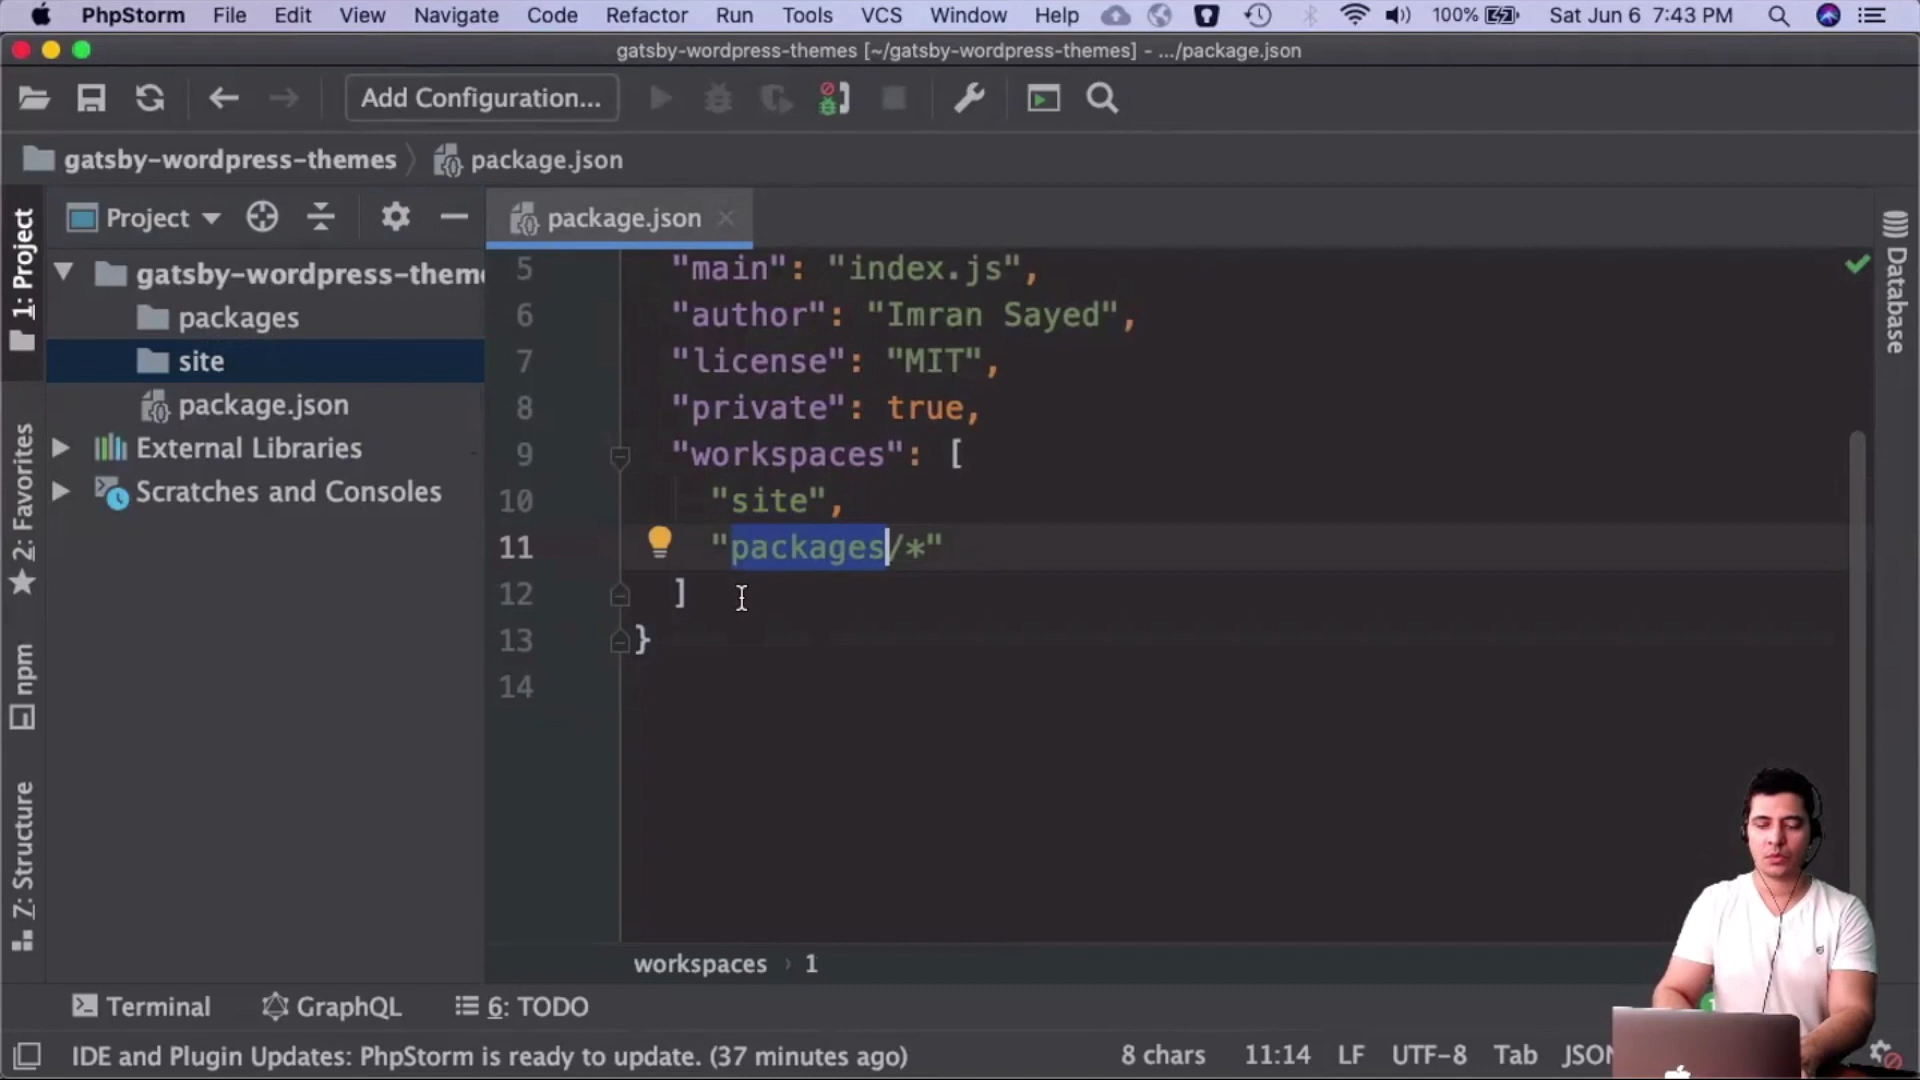 PhpStorm File Edit View Navigate Code Refactor Run Tools VCS Window Help 100% Sat Jun 6 7:43 PM
gatsby-wordpress-themes [~/gatsby-wordpress-themes] - .../package.json
Add Configuration...
gatsby-wordpress-themes package.json
1: Project
2: Favorites
npm
Z: Structure
Project
gatsby-wordpress-them
packages
site
package.json
External Libraries
Scratches and Consoles
package.json
5 "main": "index.js",
6 "author": "Imran Sayed",
7 "license": "MIT",
8 "private": true,
9 "workspaces": [
10 "site",
11 "packages/*"
12 ]
13 }
14
Database
workspaces › 1
Terminal GraphQL 6: TODO
IDE and Plugin Updates: PhpStorm is ready to update. (37 minutes ago) 8 chars 11:14 LF UTF-8 Tab JSON